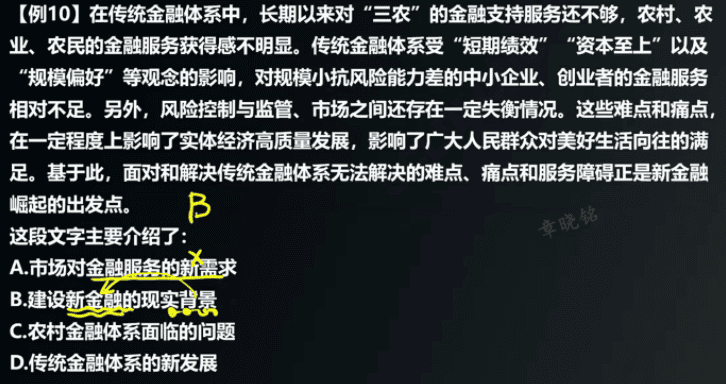 【例10】在传统金融体系中，长期以来对“三农”的金融支持服务还不够，农村、农
业、农民的金融服务获得感不明显。传统金融体系受“短期绩效”“资本至上”以及
“规模偏好”等观念的影响，对规模小抗风险能力差的中小企业、创业者的金融服务
相对不足。另外，风险控制与监管、市场之间还存在一定失衡情况。这些难点和痛点，
在一定程度上影响了实体经济高质量发展，影响了广大人民群众对美好生活向往的满
足。基于此，面对和解决传统金融体系无法解决的难点、痛点和服务障碍正是新金融
崛起的出发点。
B
章晓铭
这段文字主要介绍了：
A.市场对金融服务的新需求
B.建设新金融的现实背景
C.农村金融体系面临的问题
D.传统金融体系的新发展